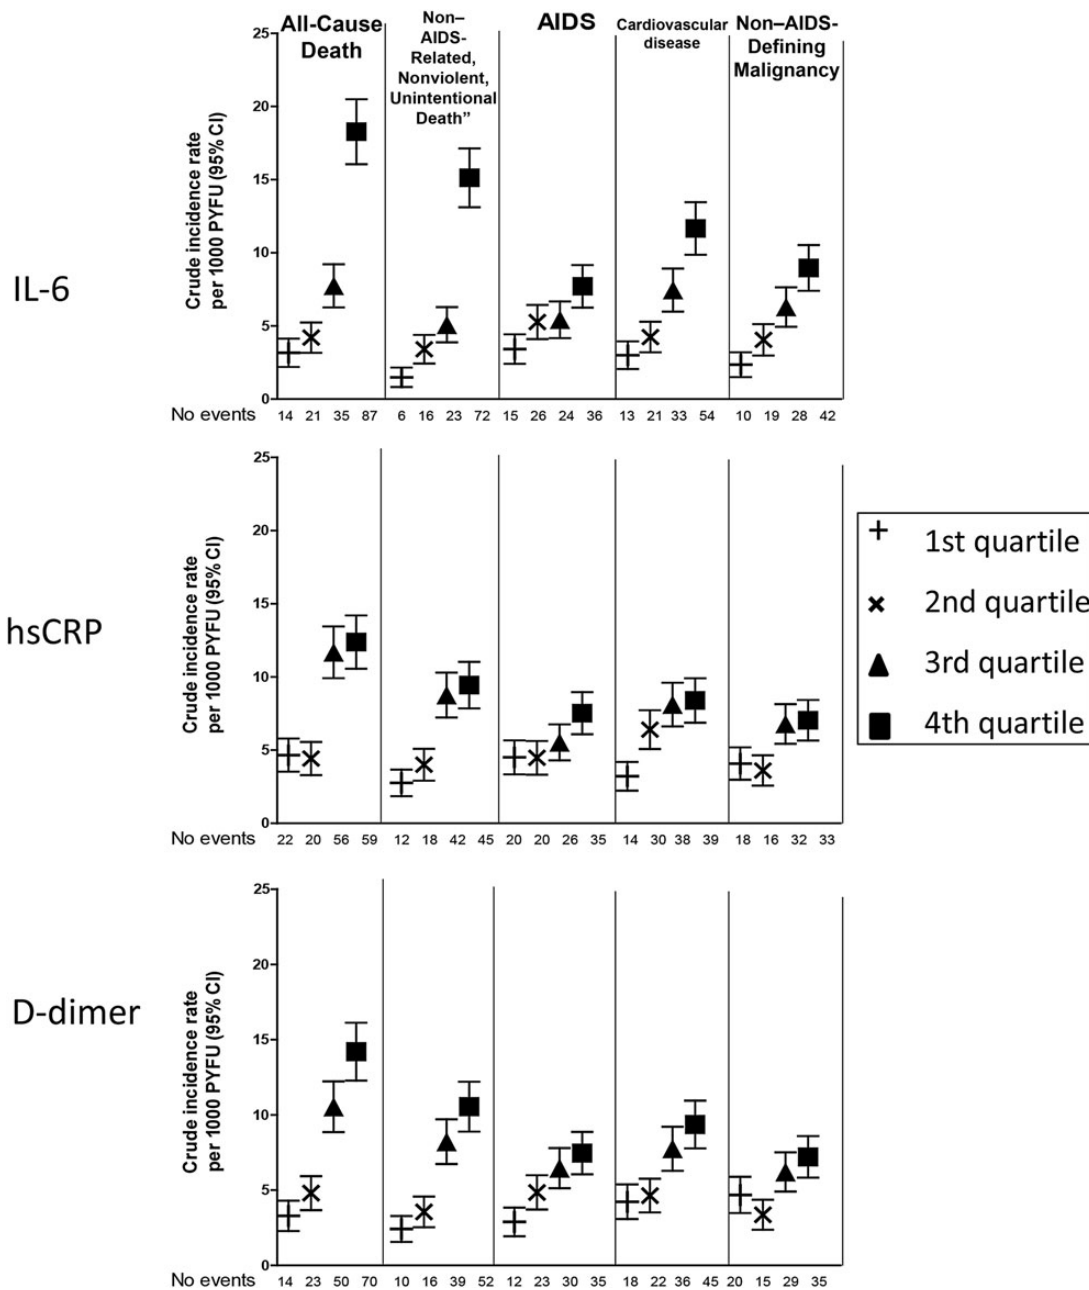 All-Cause
Death
Non–
AIDS-
Related,
Nonviolent,
Unintentional
Death”
AIDS
Cardiovascular
disease
Non–AIDS-
Defining
Malignancy
IL-6
Crude incidence rate
per 1000 PYFU (95% CI)
25
20
15
10
5
0
No events 14 21 35 87 6 16 23 72 15 26 24 36 13 21 33 54 10 19 28 42
hsCRP
Crude incidence rate
per 1000 PYFU (95% CI)
25
20
15
10
5
0
No events 22 20 56 59 12 18 42 45 20 20 26 35 14 30 38 39 18 16 32 33
1st quartile
2nd quartile
3rd quartile
4th quartile
D-dimer
Crude incidence rate
per 1000 PYFU (95% CI)
25
20
15
10
5
0
No events 14 23 50 70 10 16 39 52 12 23 30 35 18 22 36 45 20 15 29 35